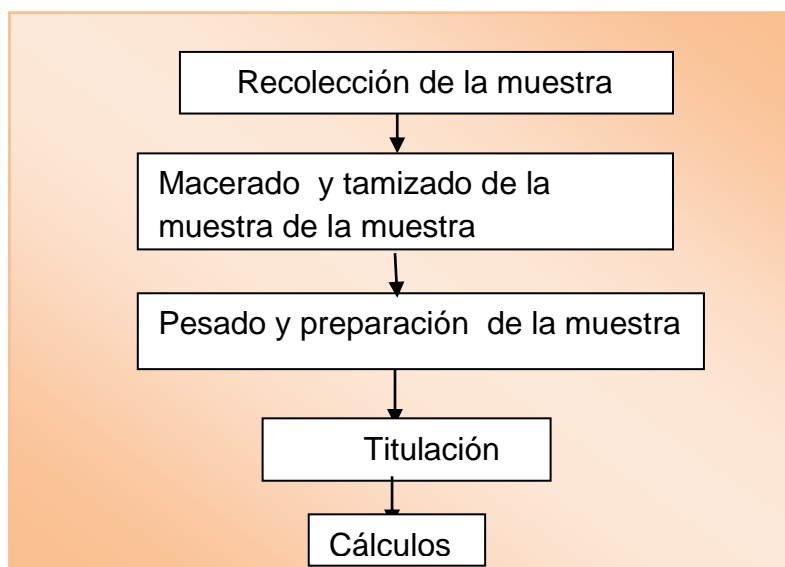 Recolección de la muestra
Macerado y tamizado de la
muestra de la muestra
Pesado y preparación de la muestra
Titulación
Cálculos